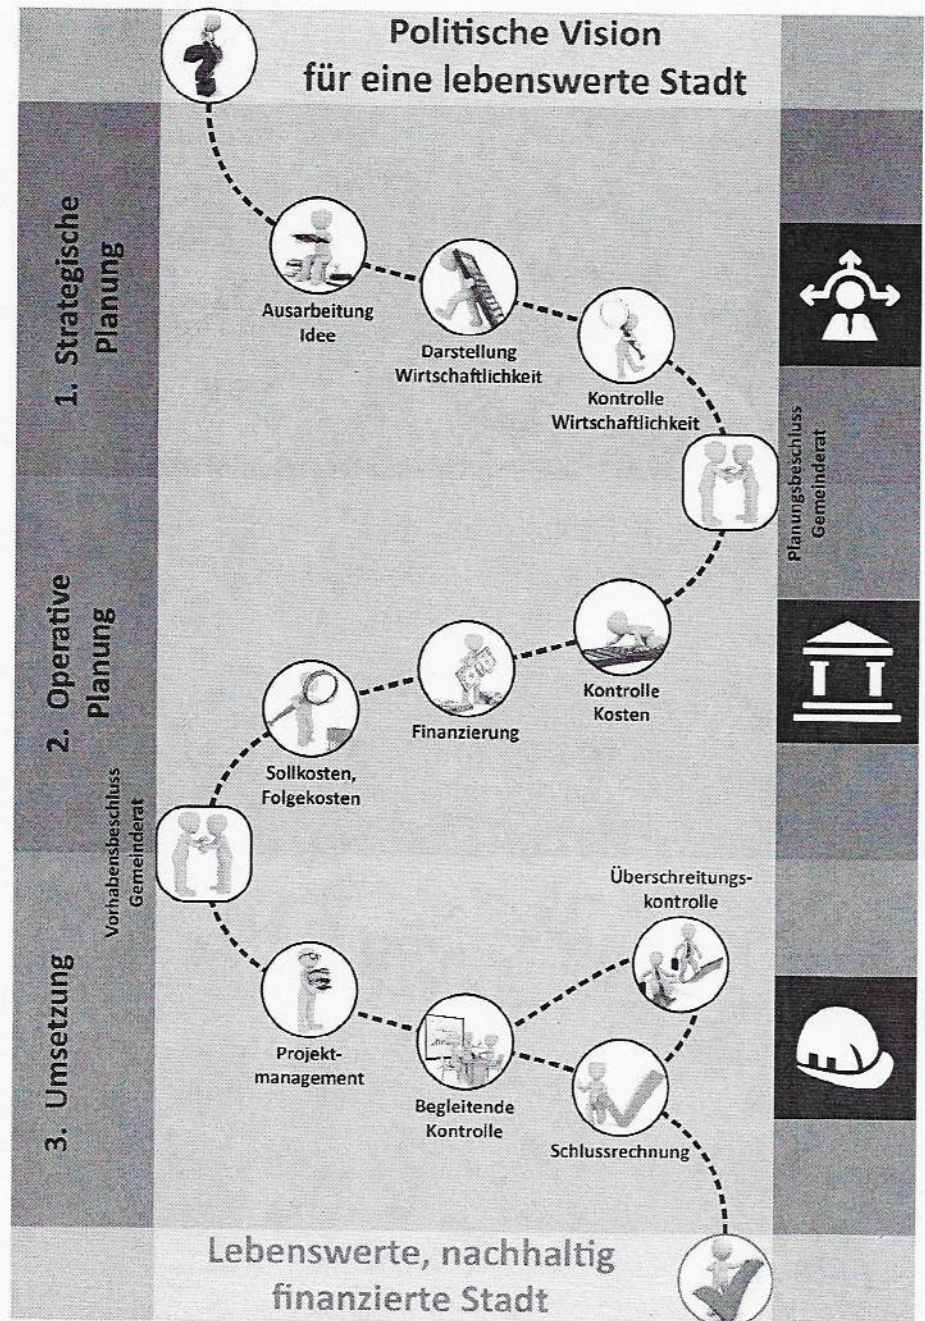 Politische Vision
für eine lebenswerte Stadt
1. Strategische
Planung
Ausarbeitung
Idee
Darstellung
Wirtschaftlichkeit
Kontrolle
Wirtschaftlichkeit
Planungsbeschluss
Gemeinderat
2. Operative
Planung
Kontrolle
Kosten
Finanzierung
Sollkosten,
Folgekosten
Vorhabensbeschluss
Gemeinderat
3. Umsetzung
Projekt-
management
Begleitende
Kontrolle
Überschreitungs-
kontrolle
Schlussrechnung
Lebenswerte, nachhaltig
finanzierte Stadt